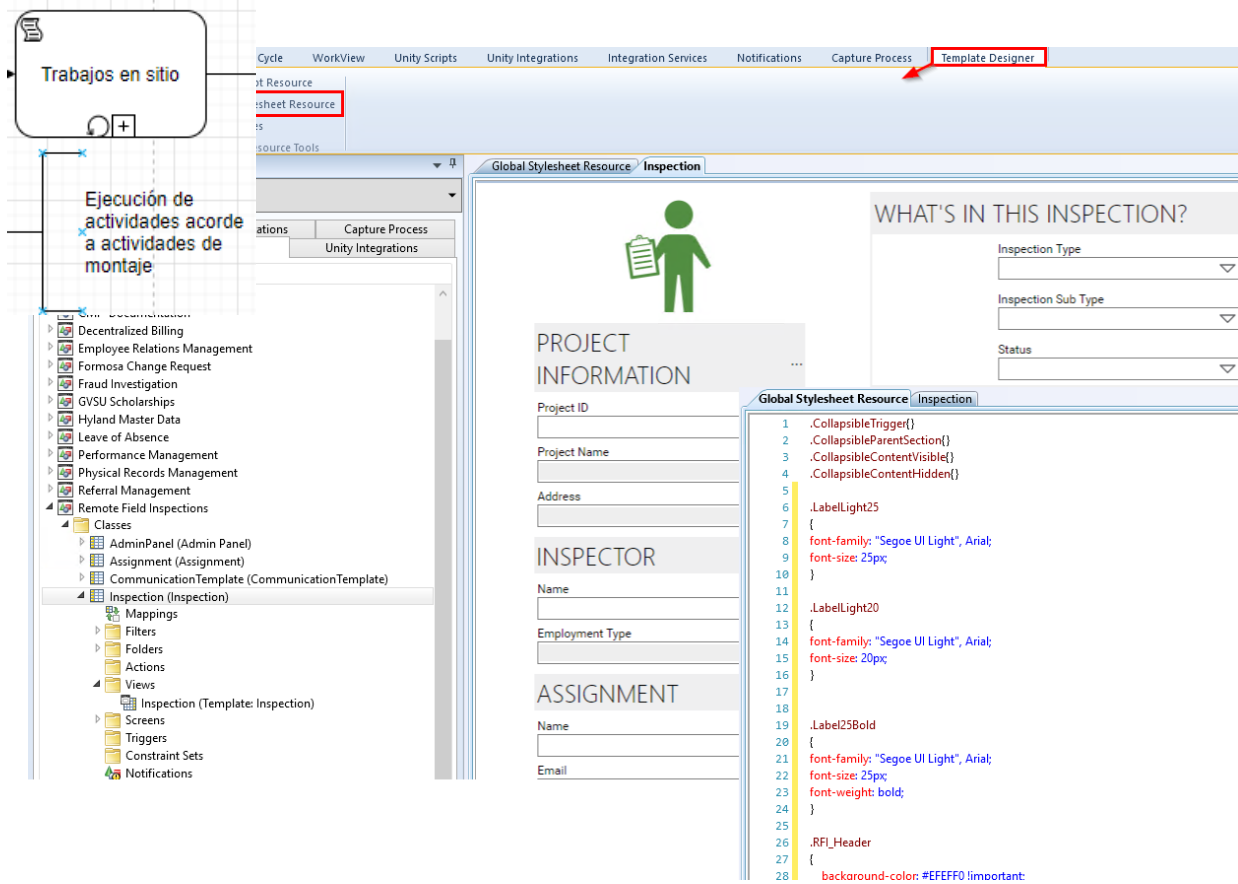 Trabajos en sitio
Ejecución de
actividades acorde
a actividades de
montaje
Cycle WorkView Unity Scripts Unity Integrations Integration Services Notifications Capture Process Template Designer
Resource
Resource
Tools
Capture Process
Unity Integrations
Decentralized Billing
Employee Relations Management
Formosa Change Request
Fraud Investigation
GVSU Scholarships
Hyland Master Data
Leave of Absence
Performance Management
Physical Records Management
Referral Management
Remote Field Inspections
Classes
AdminPanel (Admin Panel)
Assignment (Assignment)
CommunicationTemplate (CommunicationTemplate)
Inspection (Inspection)
Mappings
Filters
Folders
Actions
Views
Inspection (Template: Inspection)
Screens
Triggers
Constraint Sets
Notifications
Global Stylesheet Resource Inspection
PROJECT
INFORMATION
...
Project ID
Project Name
Address
INSPECTOR
Name
Employment Type
ASSIGNMENT
Name
Email
WHAT'S IN THIS INSPECTION?
Inspection Type
Inspection Sub Type
Status
Global Stylesheet Resource Inspection
1 .CollapsibleTrigger{}
2 .CollapsibleParentSection{}
3 .CollapsibleContentVisible{}
4 .CollapsibleContentHidden{}
5
6 .LabelLight25
7 {
8 font-family: "Segoe UI Light", Arial;
9 font-size: 25px;
10 }
11
12 .LabelLight20
13 {
14 font-family: "Segoe UI Light", Arial;
15 font-size: 20px;
16 }
17
18
19 .Label25Bold
20 {
21 font-family: "Segoe UI Light", Arial;
22 font-size: 25px;
23 font-weight: bold;
24 }
25
26 .RFI_Header
27 {
28 background-color: #EFEFF0 !important;